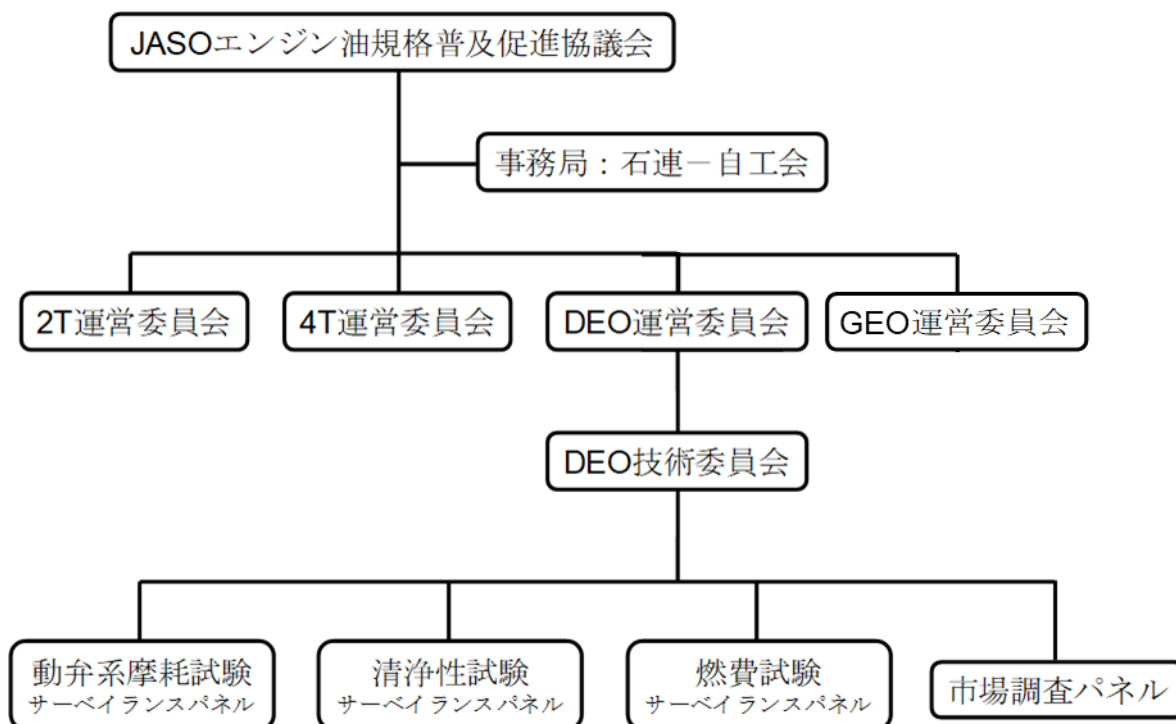 JASOエンジン油規格普及促進協議会
事務局：石連－自工会
2T運営委員会
4T運営委員会
DEO運営委員会
GEO運営委員会
DEO技術委員会
動弁系摩耗試験
サーベイランスパネル
清浄性試験
サーベイランスパネル
燃費試験
サーベイランスパネル
市場調査パネル